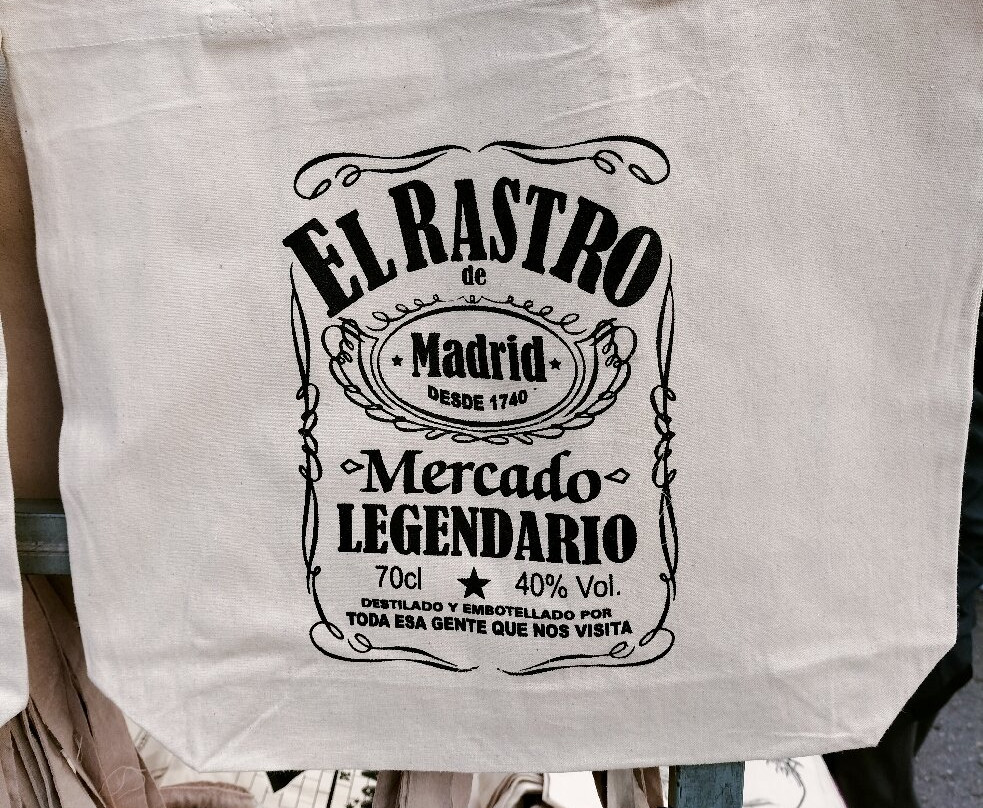 EL RASTRO
de
Madrid
DESDE 1740
Mercado
LEGENDARIO
70cl 40% Vol.
DESTILADO Y EMBOTELLADO POR
TODA ESA GENTE QUE NOS VISITA